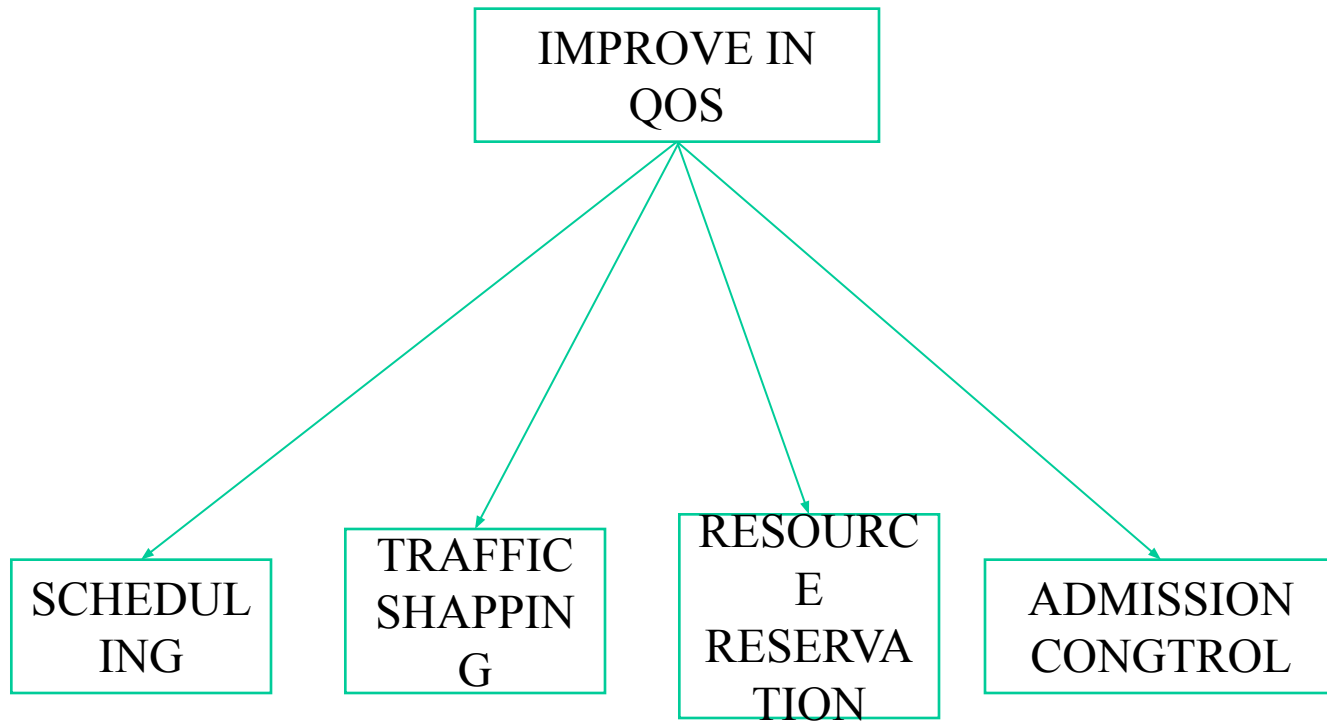 IMPROVE IN
QOS
SCHEDUL
ING
TRAFFIC
SHAPPIN
G
RESOURC
E
RESERVA
TION
ADMISSION
CONGTROL